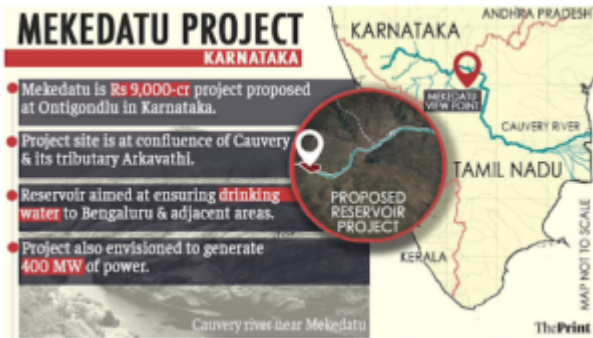 MEKEDATU PROJECT
KARNATAKA
Mekedatu is Rs 9,000-cr project proposed
at Ontigondlu in Karnataka.
Project site is at confluence of Cauvery
& its tributary Arkavathi.
Reservoir aimed at ensuring drinking
water to Bengaluru & adjacent areas.
Project also envisioned to generate
400 MW of power.
Cauvery river near Mekedatu
PROPOSED
RESERVOIR
PROJECT
KARNATAKA
ANDHRA PRADESH
MEKEDATU
VIEW POINT
CAUVERY RIVER
TAMIL NADU
KERALA
MAP NOT TO SCALE
ThePrint